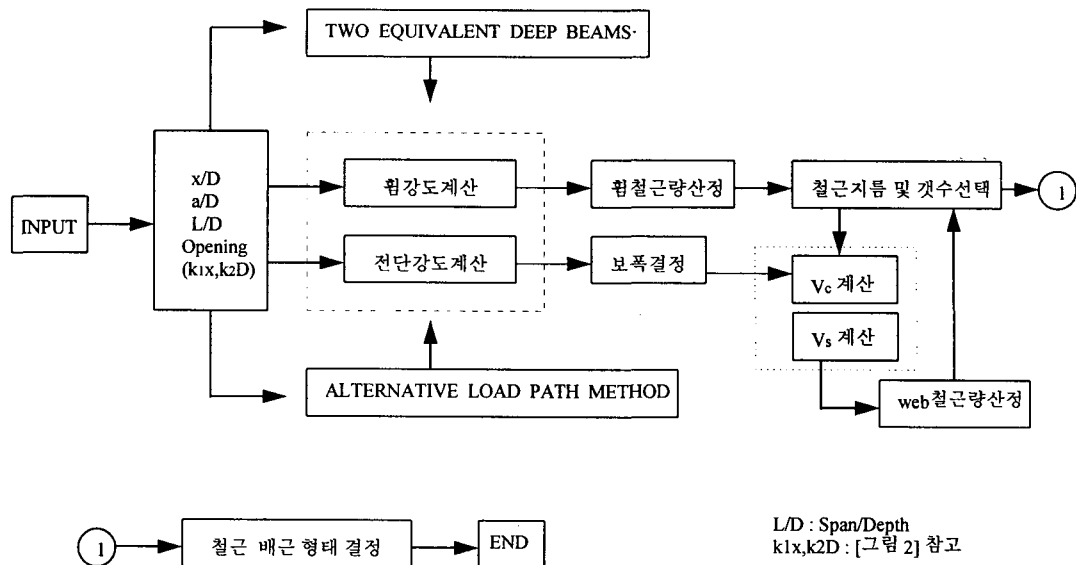 TWO EQUIVALENT DEEP BEAMS
INPUT
x/D
a/D
L/D
Opening
(k1x,k2D)
휨강도계산
휨철근량산정
철근지름 및 갯수선택
1
전단강도계산
보폭결정
Vc 계산
Vs 계산
ALTERNATIVE LOAD PATH METHOD
web철근량산정
1
철근 배근 형태 결정
END
L/D : Span/Depth
k1x,k2D : [그림 2] 참고